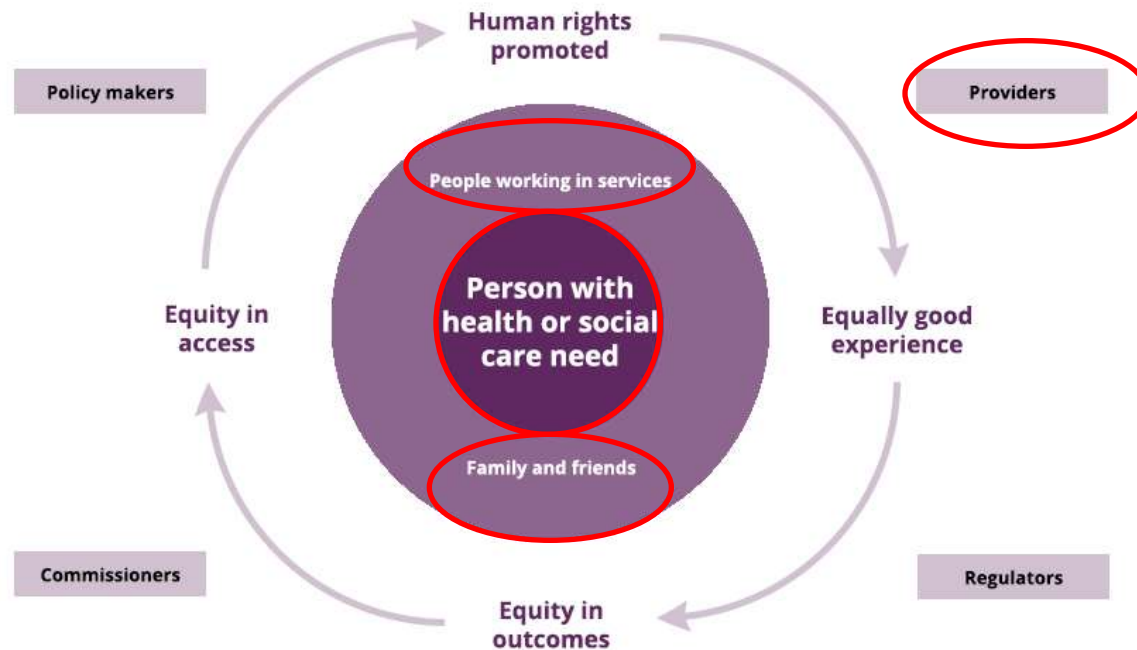 Human rights
promoted
Policy makers
Providers
People working in services
Person with
health or social
care need
Equity in
access
Equally good
experience
Family and friends
Commissioners
Regulators
Equity in
outcomes